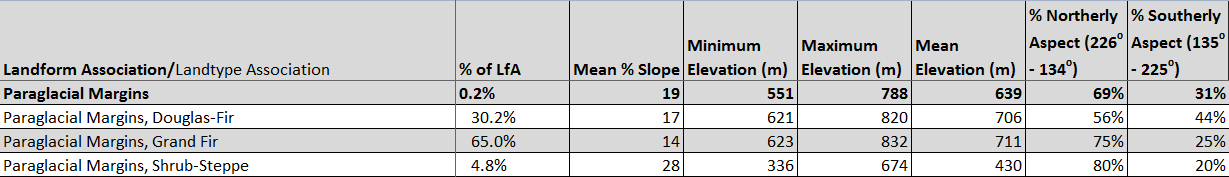 Landform Association/Landtype Association % of LfA Mean % Slope Minimum Elevation (m) Maximum Elevation (m) Mean Elevation (m) % Northerly Aspect (226° - 134°) % Southerly Aspect (135° - 225°)
Paraglacial Margins 0.2% 19 551 788 639 69% 31%
Paraglacial Margins, Douglas-Fir 30.2% 17 621 820 706 56% 44%
Paraglacial Margins, Grand Fir 65.0% 14 623 832 711 75% 25%
Paraglacial Margins, Shrub-Steppe 4.8% 28 336 674 430 80% 20%